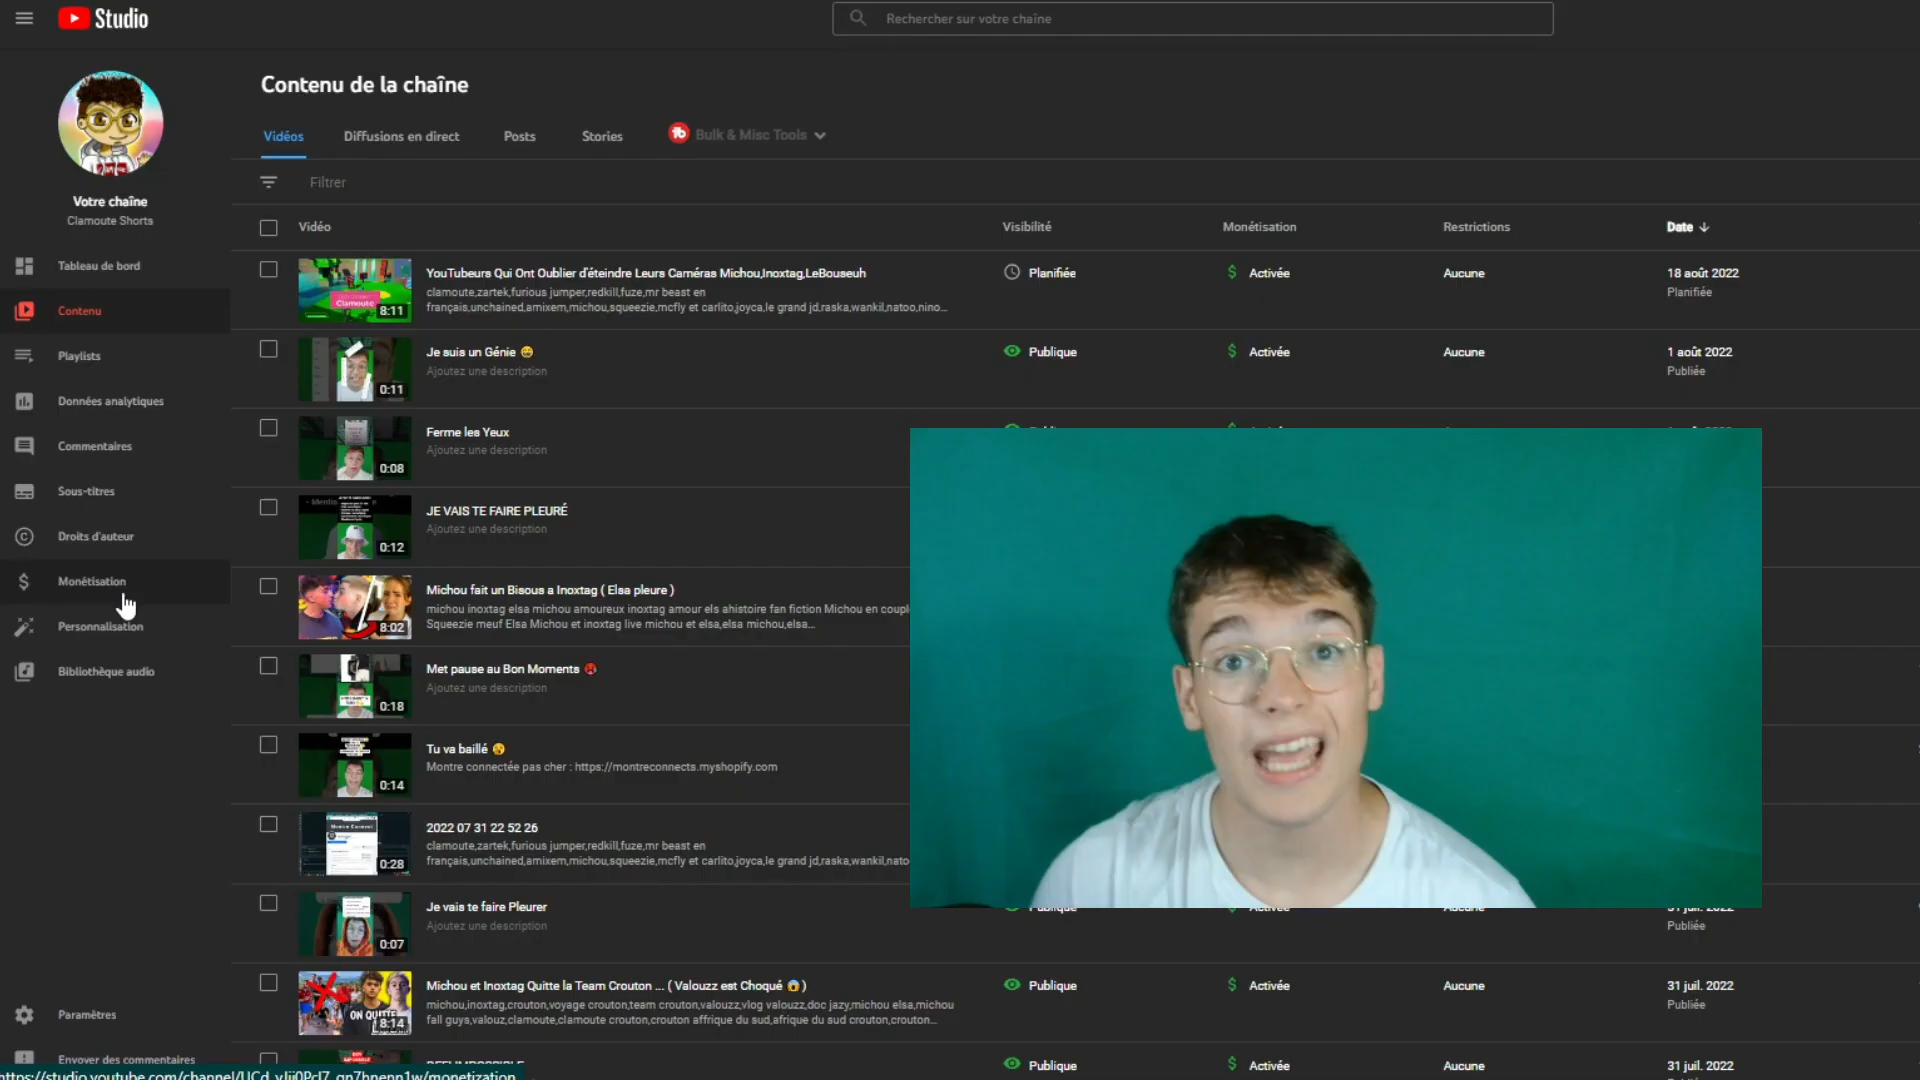 Studio
Rechercher sur votre chaîne
Contenu de la chaîne
Vidéos
Diffusions en direct
Posts
Stories
Bulk & Misc Tools
Votre chaîne
Clamoute Shorts
Filtrer
Vidéo
Visibilité
Monétisation
Restrictions
Date
Tableau de bord
Contenu
Playlists
Données analytiques
Commentaires
Sous-titres
Droits d'auteur
Monétisation
Personnalisation
Bibliothèque audio
Paramètres
Envoyer des commentaires
YouTubeurs Qui Ont Oublier d'éteindre Leurs Caméras Michou,Inoxtag,LeBouseuh
clamoute,zartek,furious jumper,redkill,fuze,mr beast en
français,unchained,amixem,michou,squeezie,mcfly et carlito,joyca,le grand jd,raska,wankil,natoo,nino...
Clamoute
8:11
Planifiée
Activée
Aucune
18 août 2022
Planifiée
Je suis un Génie
Ajoutez une description
0:11
Publique
Activée
Aucune
1 août 2022
Publiée
Ferme les Yeux
Ajoutez une description
0:08
JE VAIS TE FAIRE PLEURÉ
Ajoutez une description
0:12
Michou fait un Bisous a Inoxtag ( Elsa pleure )
michou inoxtag elsa michou amoureux inoxtag amour els ahistoire fan fiction Michou en coupl
Squeezie meuf Elsa Michou et inoxtag live michou et elsa,elsa michou,elsa...
8:02
Met pause au Bon Moments
Ajoutez une description
0:18
Tu va baillé
Montre connectée pas cher : https://montreconnects.myshopify.com
0:14
2022 07 31 22 52 26
clamoute,zartek,furious jumper,redkill,fuze,mr beast en
français,unchained,amixem,michou,squeezie,mcfly et carlito,joyca,le grand jd,raska,wankil,nato
0:28
Je vais te faire Pleurer
Ajoutez une description
0:07
Publique
Activée
Aucune
31 juil. 2022
Publiée
Michou et Inoxtag Quitte la Team Crouton ... ( Valouzz est Choqué )
michou,inoxtag,crouton,voyage crouton,team crouton,valouzz,vlog valouzz,doc jazy,michou elsa,michou
fall guys,valouz,clamoute,clamoute crouton,crouton affrique du sud,afrique du sud crouton,crouton...
ON QUITTE
8:14
Publique
Activée
Aucune
31 juil. 2022
Publiée
Publique
Activée
Aucune
31 juil. 2022